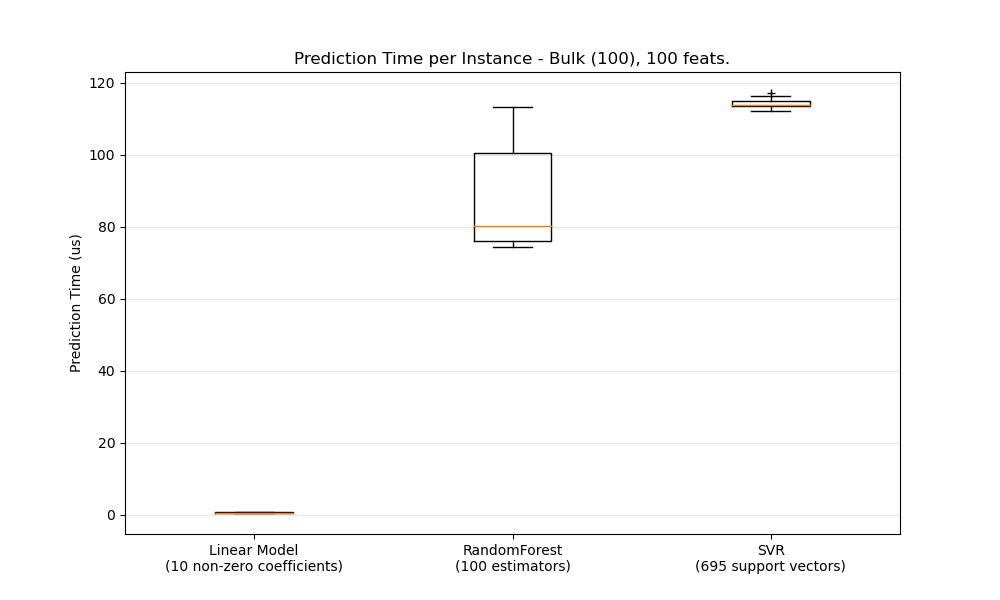 Prediction Time per Instance - Bulk (100), 100 feats.
Prediction Time (us)
120
100
80
60
40
20
0
Linear Model
(10 non-zero coefficients)
RandomForest
(100 estimators)
SVR
(695 support vectors)